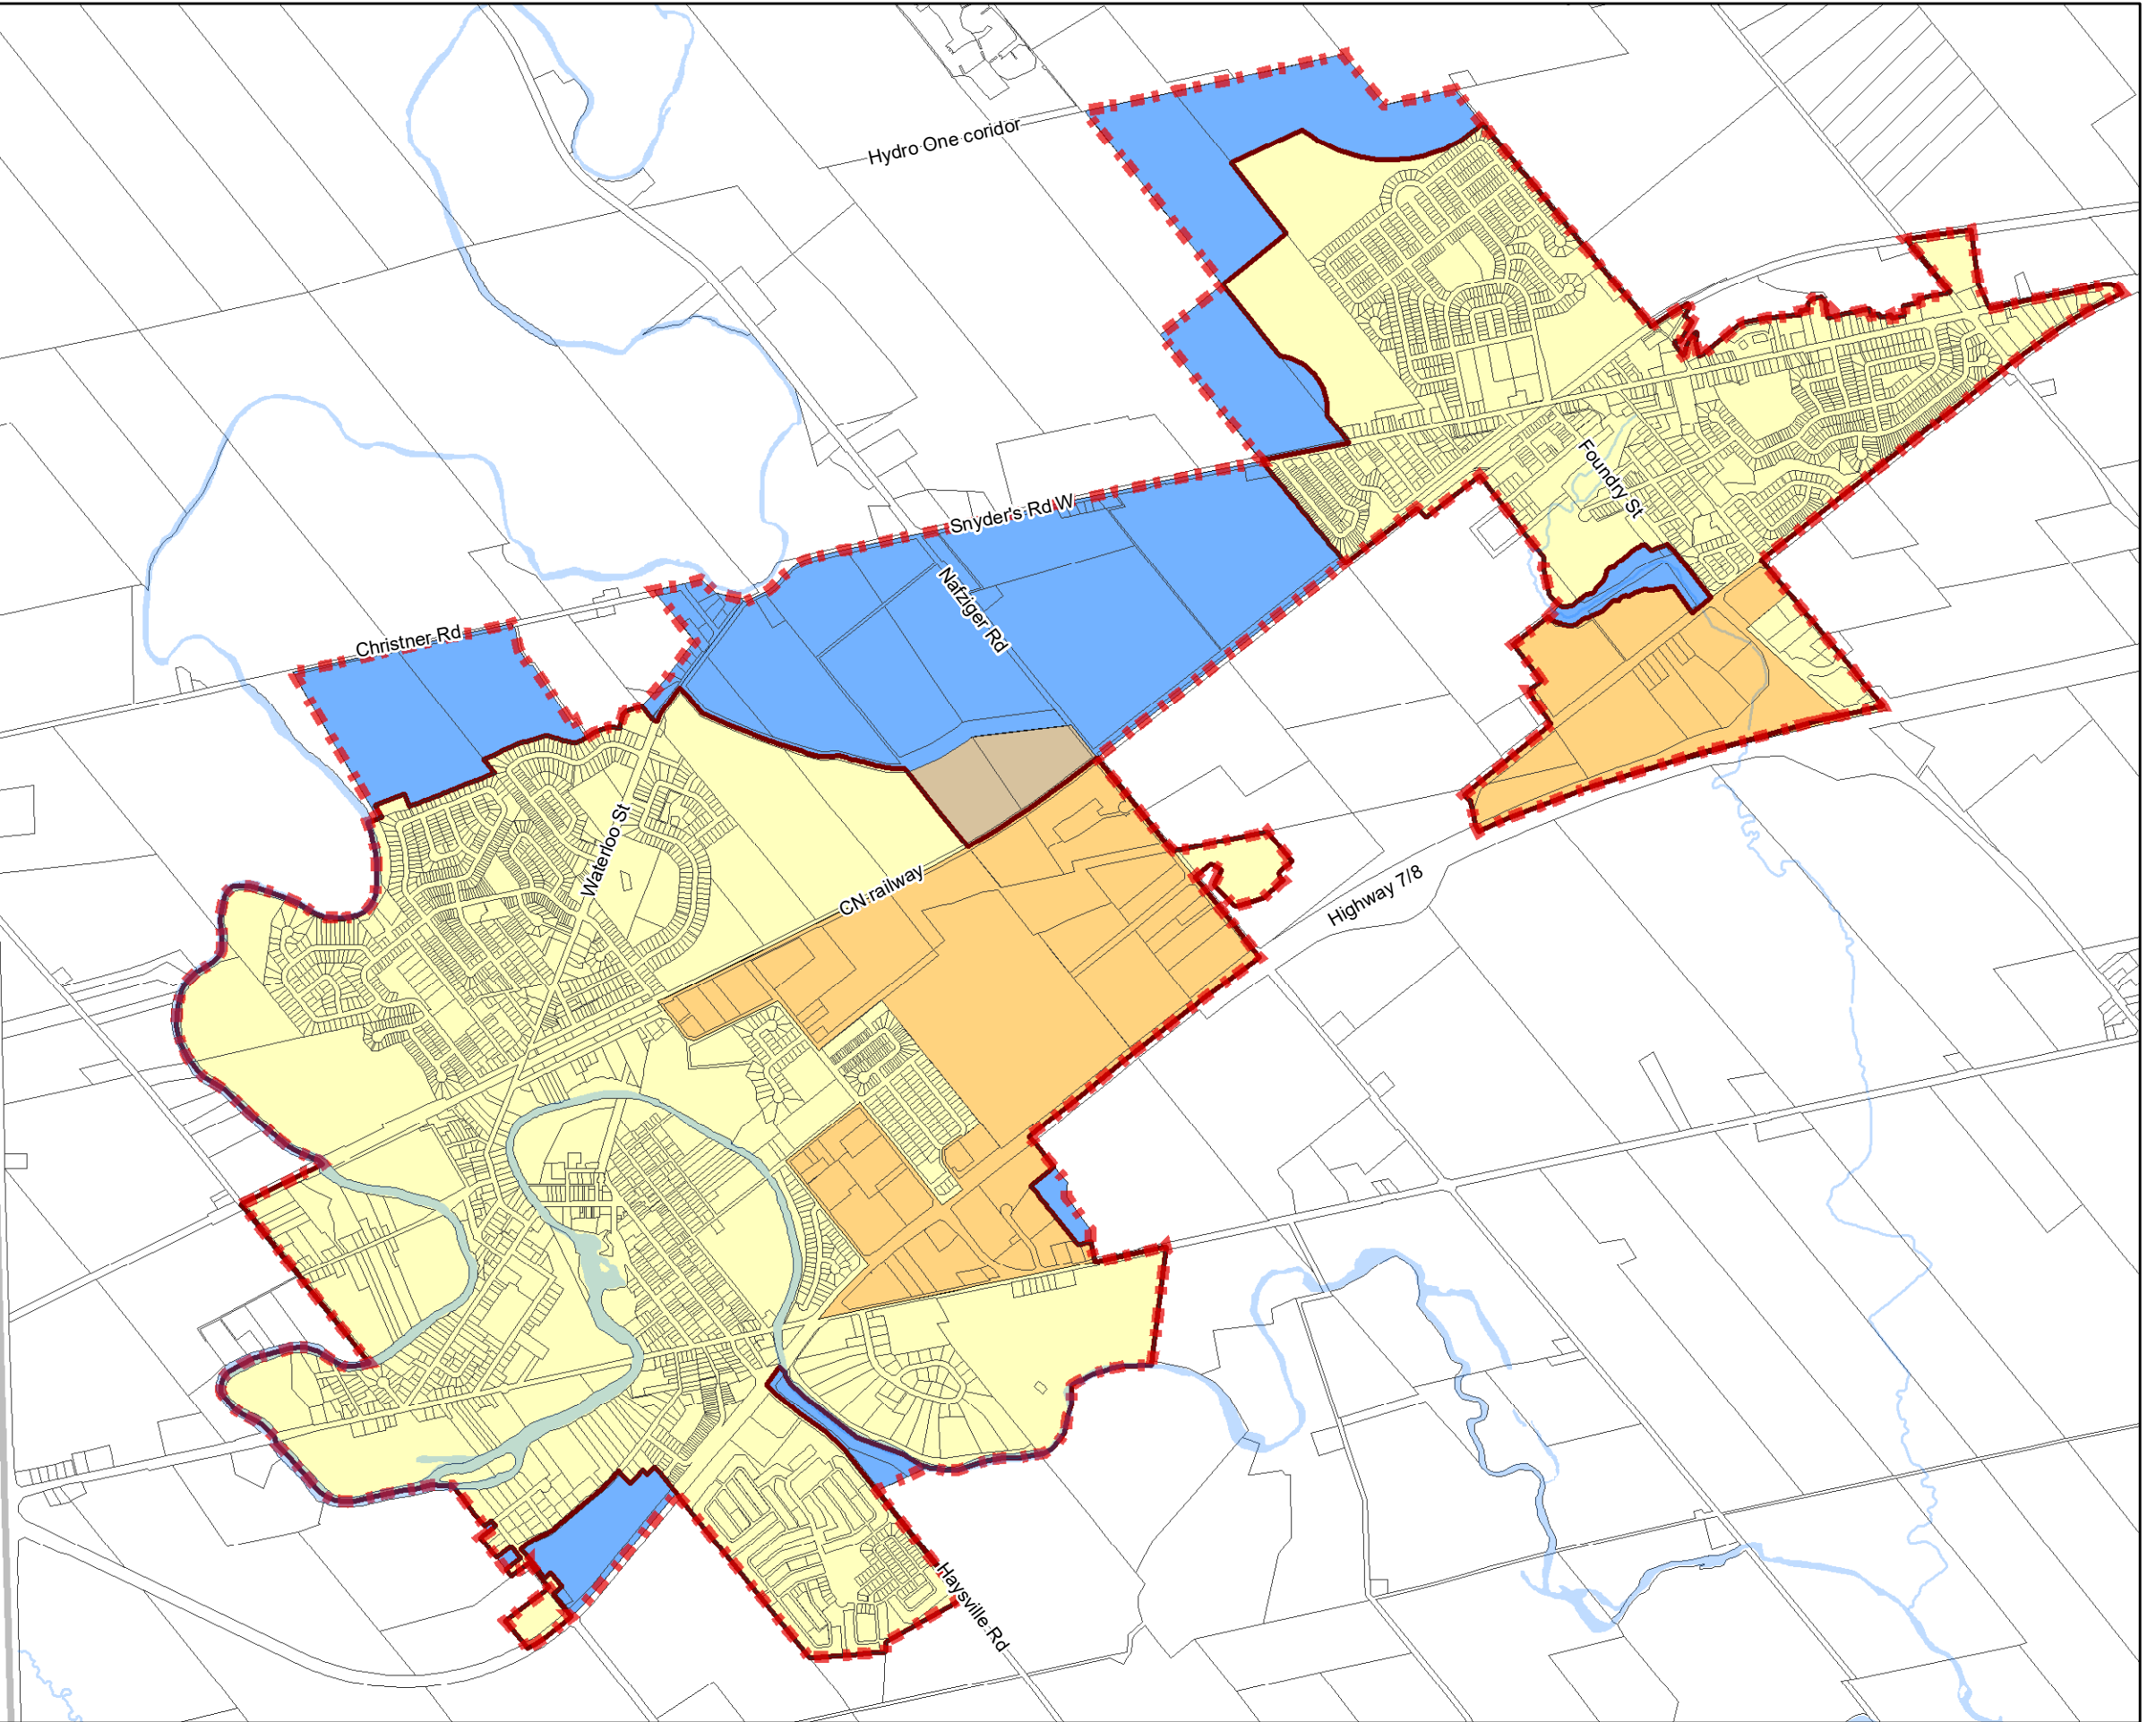 Hydro One coridor
Foundry St
Snyder's Rd W
Nafziger Rd
Christner Rd
Waterloo St
CN railway
Highway 7/8
Haysville Rd